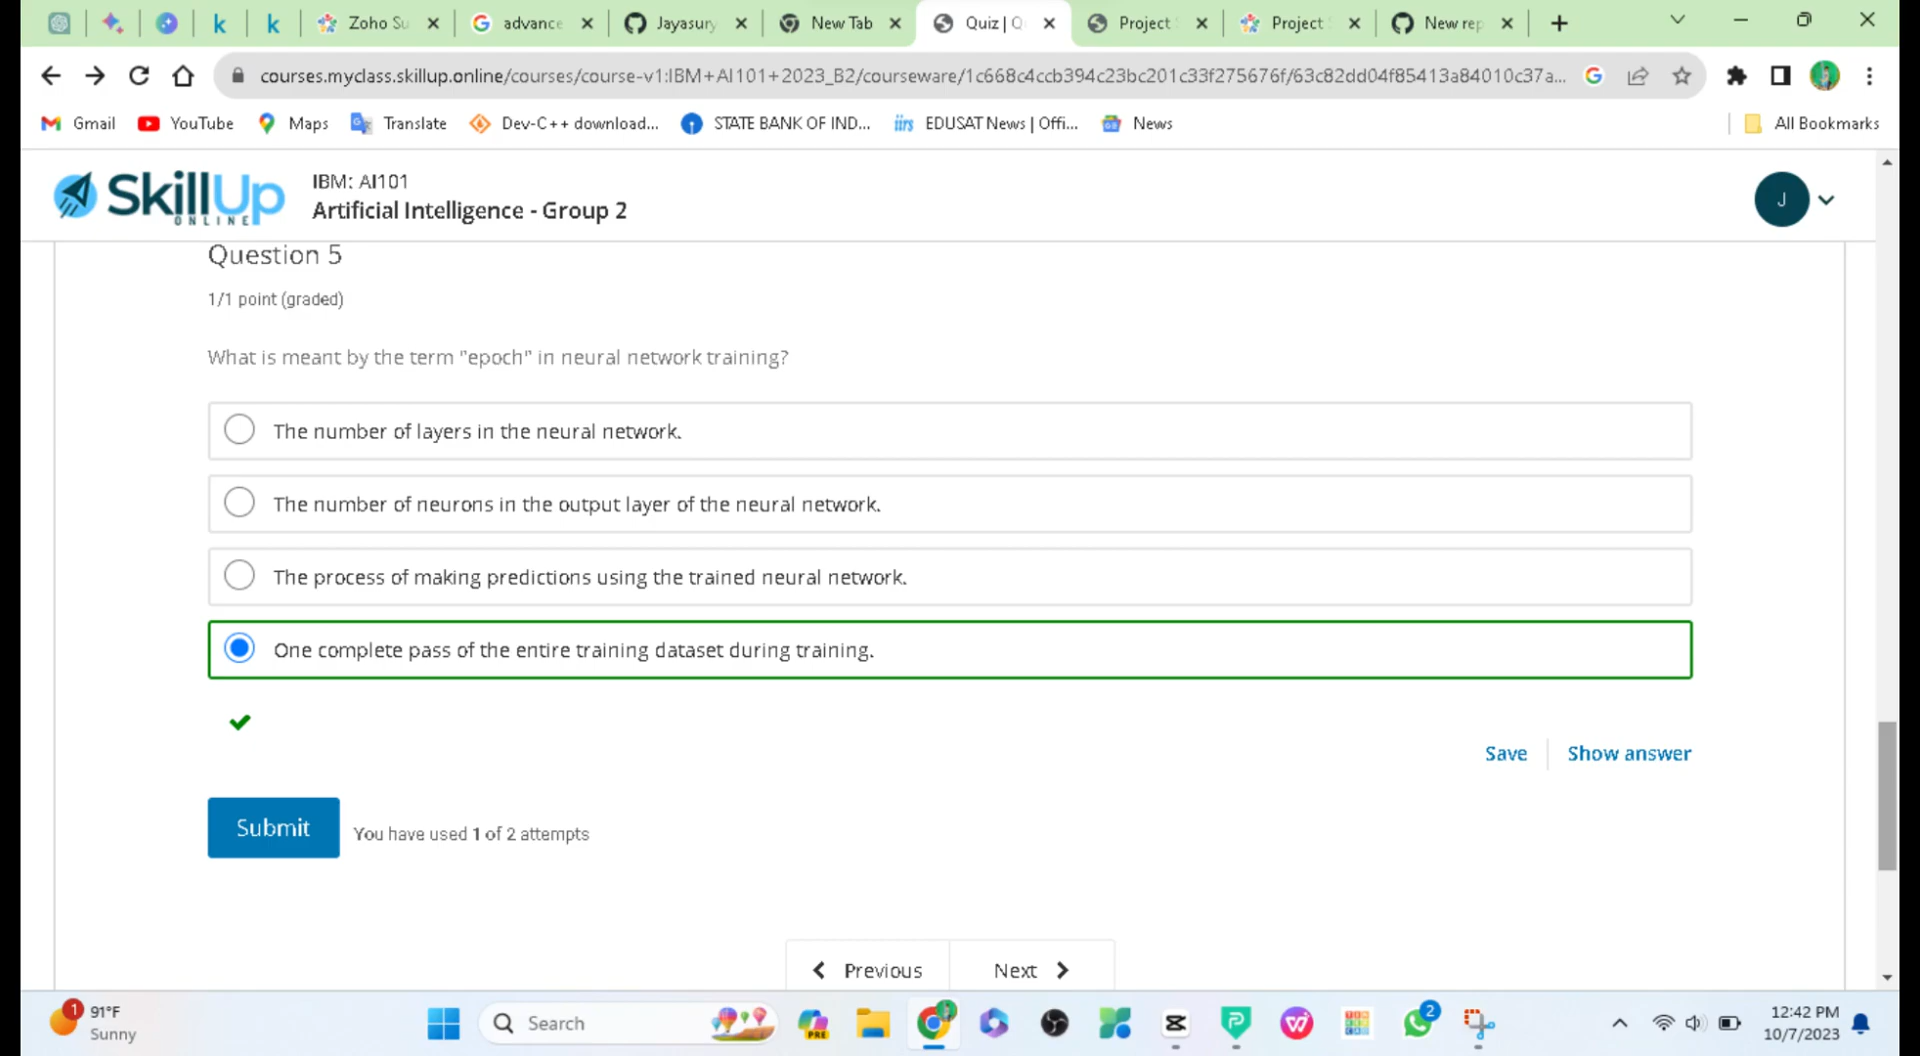 Zoho Su
advance
Jayasury
New Tab
Quiz | Q
Project
Project
New rep
courses.myclass.skillup.online/courses/course-v1:IBM+AI101+2023_B2/courseware/1c668c4ccb394c23bc201c33f275676f/63c82dd04f85413a84010c37a...
Gmail
YouTube
Maps
Translate
Dev-C++ download...
STATE BANK OF IND...
iirs EDUSAT News | Offi...
News
All Bookmarks
SkillUp
ONLINE
IBM: AI101
Artificial Intelligence - Group 2
J
Question 5
1/1 point (graded)
What is meant by the term "epoch" in neural network training?
The number of layers in the neural network.
The number of neurons in the output layer of the neural network.
The process of making predictions using the trained neural network.
One complete pass of the entire training dataset during training.
Save
Show answer
Submit
You have used 1 of 2 attempts
Previous
Next
1
91°F
Sunny
Search
PRE
2
12:42 PM
10/7/2023